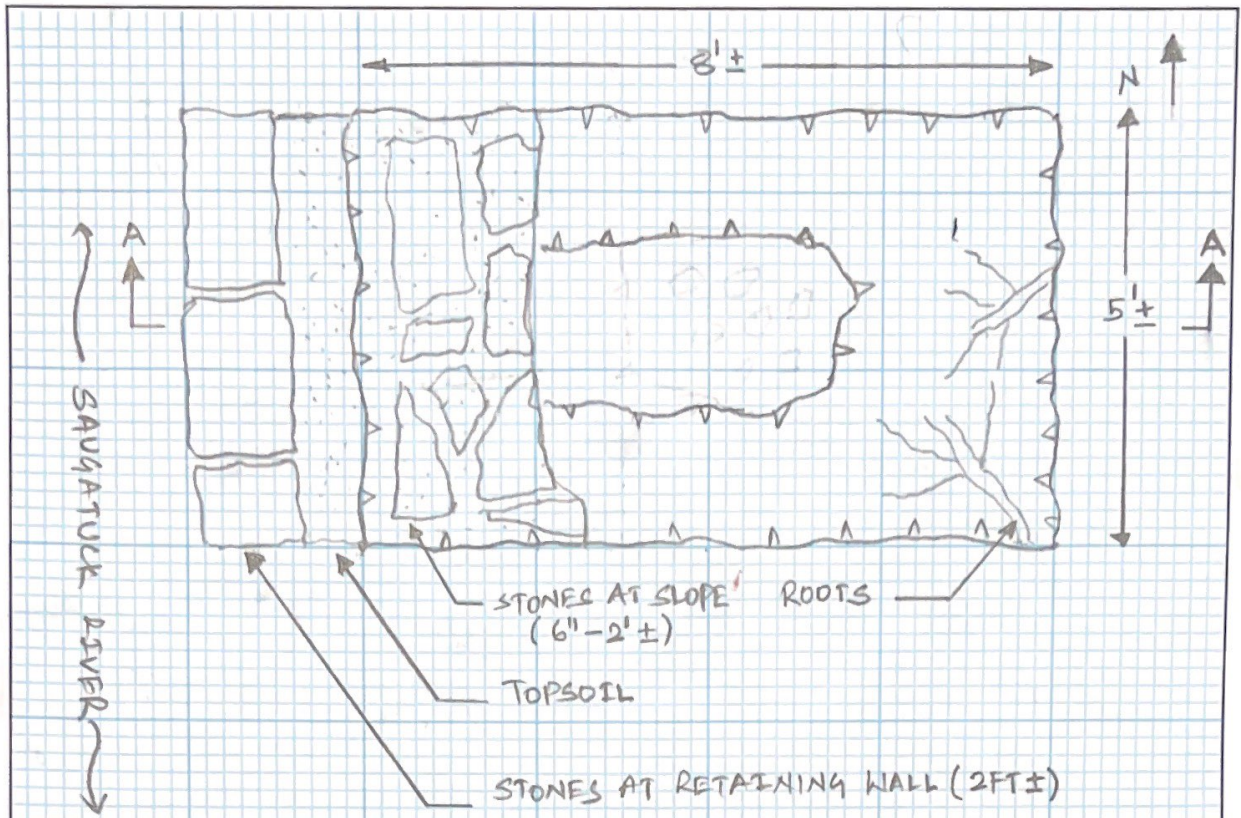 8'±
N
A
A
5'±
SAUGATUCK RIVER
STONES AT SLOPE
ROOTS
(6"-2'±)
TOPSOIL
STONES AT RETAINING WALL (2FT±)